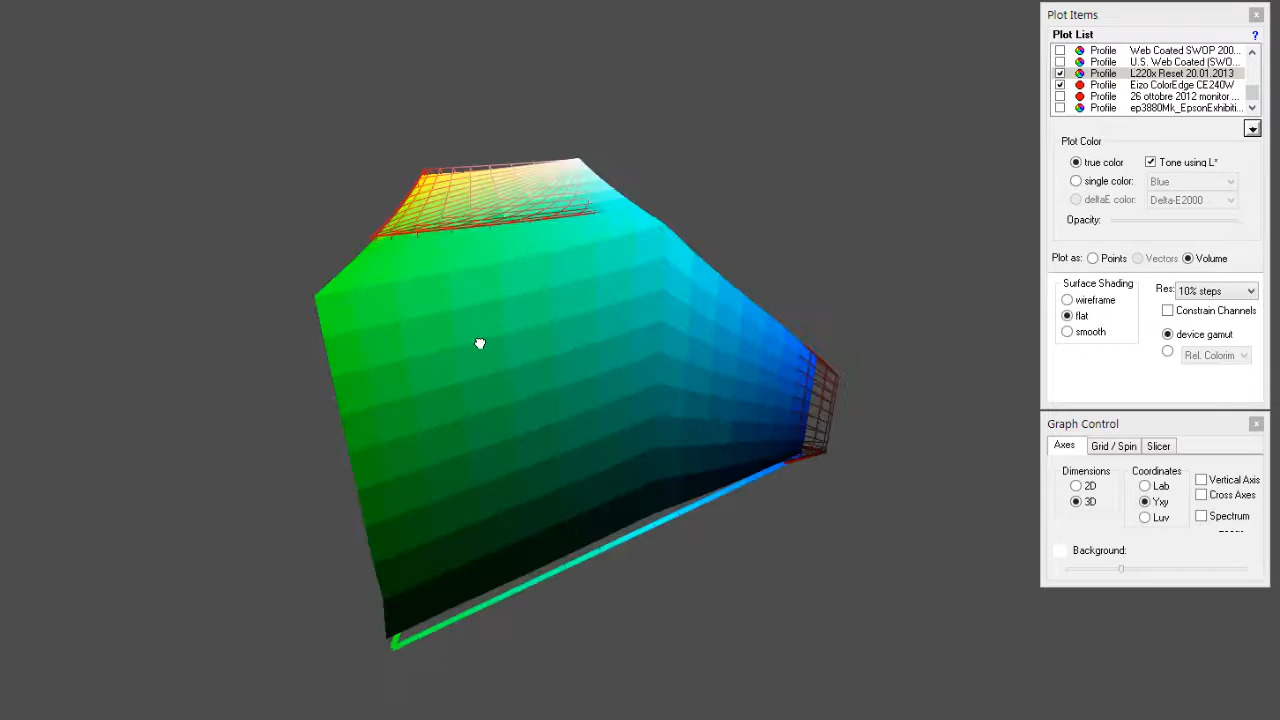 Plot Items
Plot List
?
Profile Web Coated SWOP 200...
Profile U.S. Web Coated (SWO...
Profile L220x Reset 20.01.2013
Profile Eizo ColorEdge CE240W
Profile 26 ottobre 2012 monitor ...
Profile ep3880Mk_EpsonExhibiti...
Plot Color
true color Tone using L*
single color: Blue
deltaE color: Delta-E2000
Opacity:
Plot as: Points Vectors Volume
Surface Shading
Res: 10% steps
wireframe
Constrain Channels
flat
smooth
device gamut
Rel. Colorim
Graph Control
Axes Grid / Spin Slicer
Dimensions Coordinates
2D Lab Vertical Axis
3D Yxy Cross Axes
Luv Spectrum
Background: